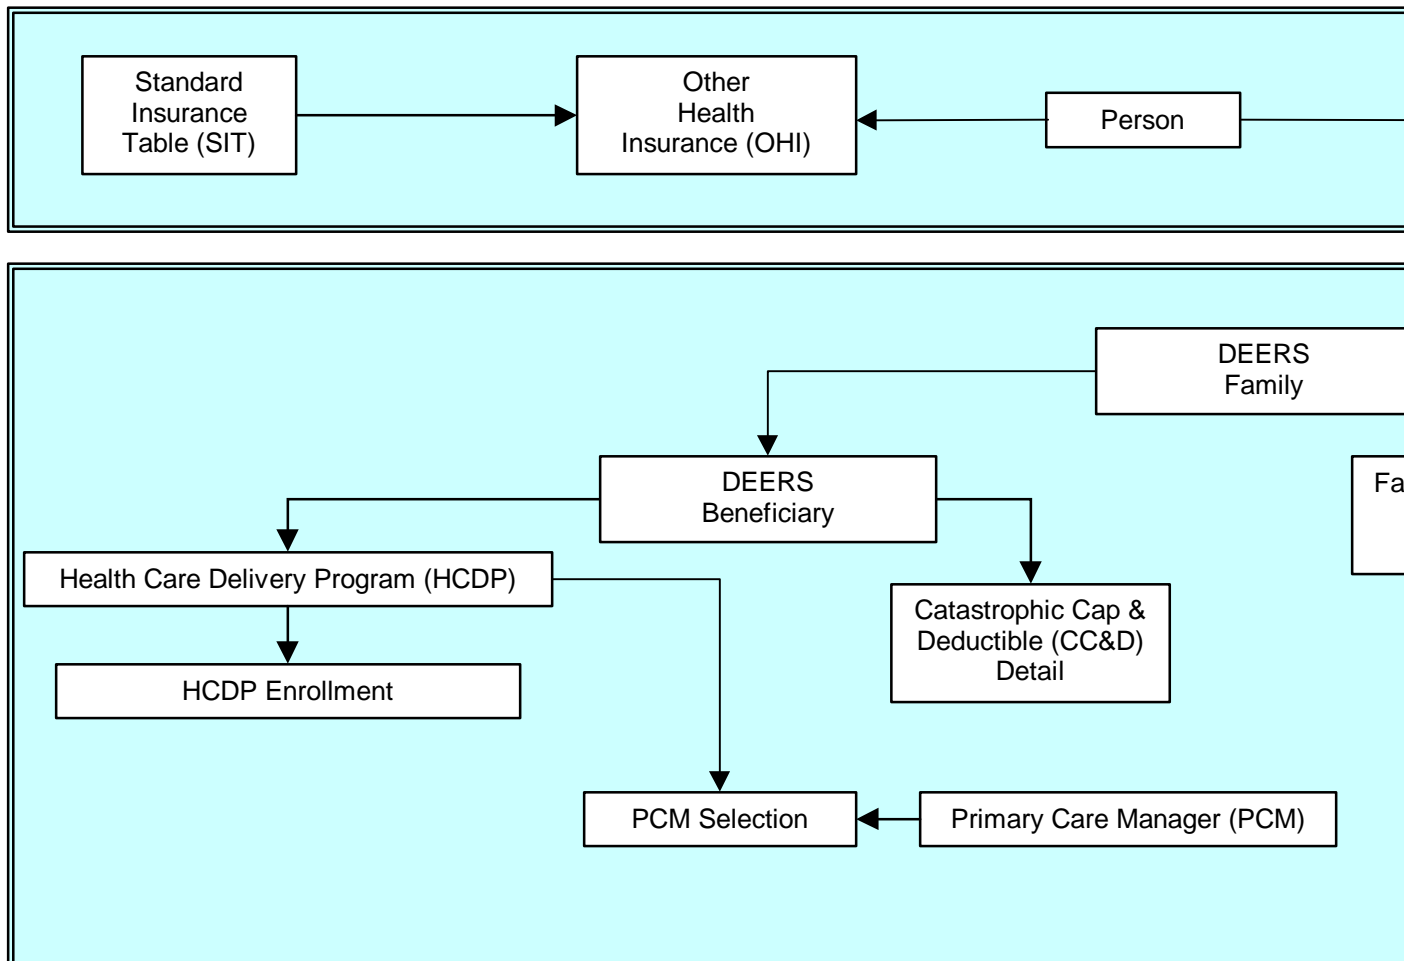 Standard
Insurance
Table (SIT)
Other
Health
Insurance (OHI)
Person
DEERS
Family
DEERS
Beneficiary
Fa
Health Care Delivery Program (HCDP)
Catastrophic Cap &
Deductible (CC&D)
Detail
HCDP Enrollment
PCM Selection
Primary Care Manager (PCM)